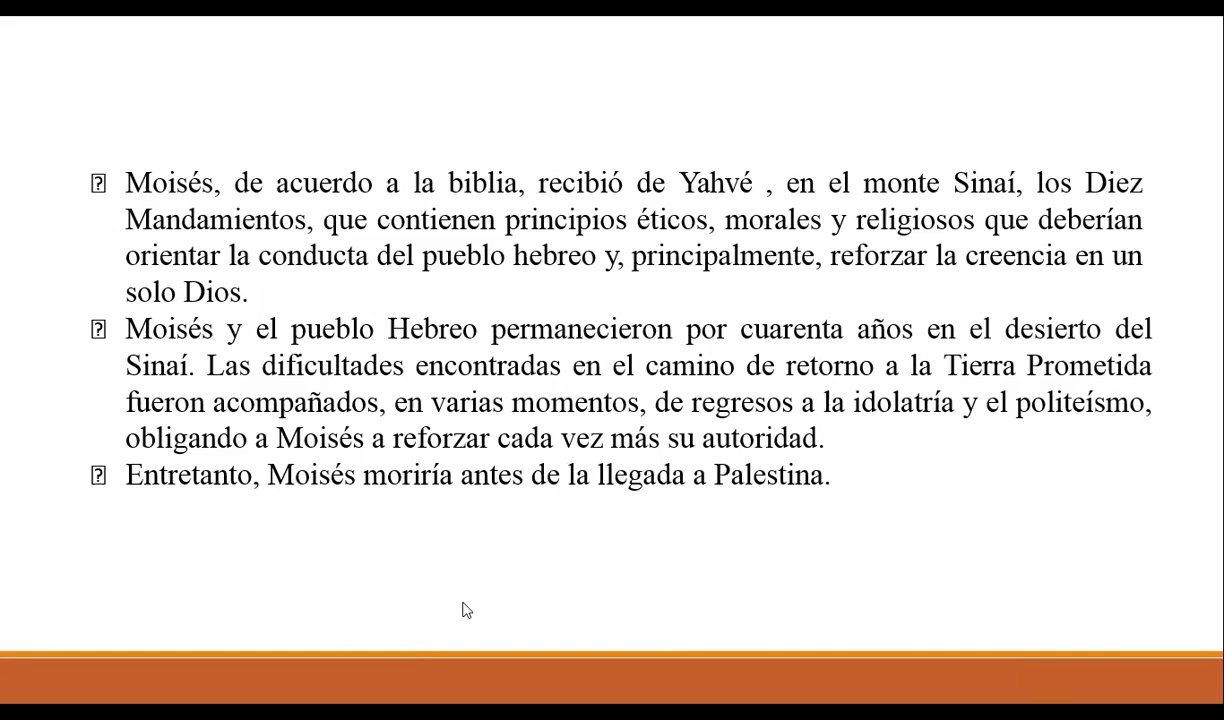 Moisés, de acuerdo a la biblia, recibió de Yahvé , en el monte Sinaí, los Diez
Mandamientos, que contienen principios éticos, morales y religiosos que deberían
orientar la conducta del pueblo hebreo y, principalmente, reforzar la creencia en un
solo Dios.
Moisés y el pueblo Hebreo permanecieron por cuarenta años en el desierto del
Sinaí. Las dificultades encontradas en el camino de retorno a la Tierra Prometida
fueron acompañados, en varias momentos, de regresos a la idolatría y el politeísmo,
obligando a Moisés a reforzar cada vez más su autoridad.
Entretanto, Moisés moriría antes de la llegada a Palestina.